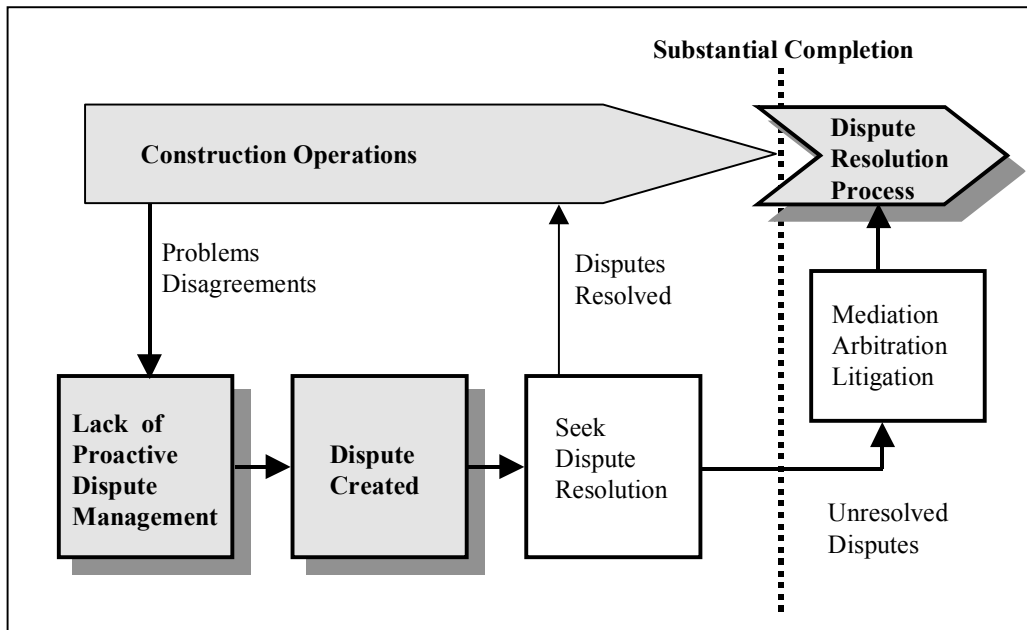 Substantial Completion
Construction Operations
Dispute
Resolution
Process
Problems
Disagreements
Disputes
Resolved
Mediation
Arbitration
Litigation
Lack of
Proactive
Dispute
Management
Dispute
Created
Seek
Dispute
Resolution
Unresolved
Disputes